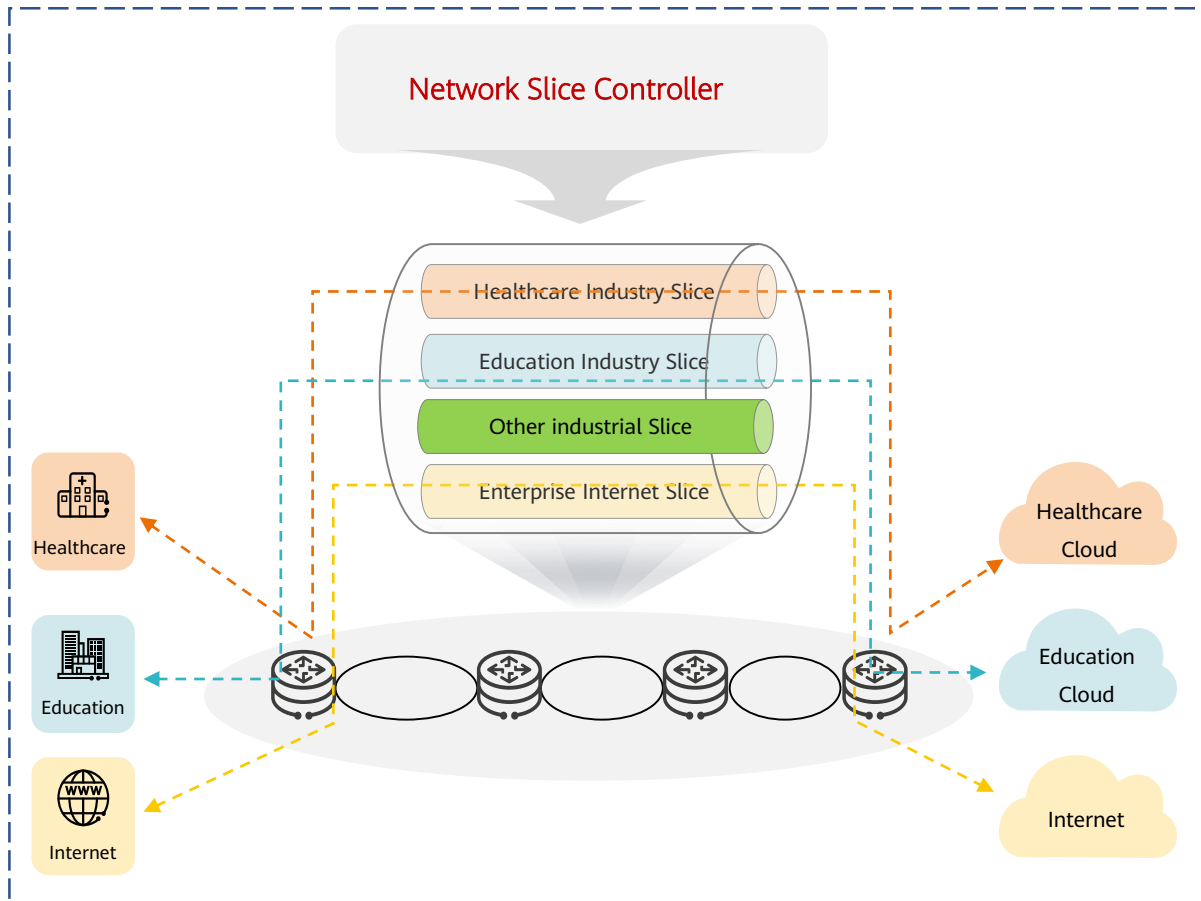 Network Slice Controller
Healthcare Industry Slice
Education Industry Slice
Other industrial Slice
Enterprise Internet Slice
Healthcare
Education
WWW
Internet
Healthcare
Cloud
Education
Cloud
Internet